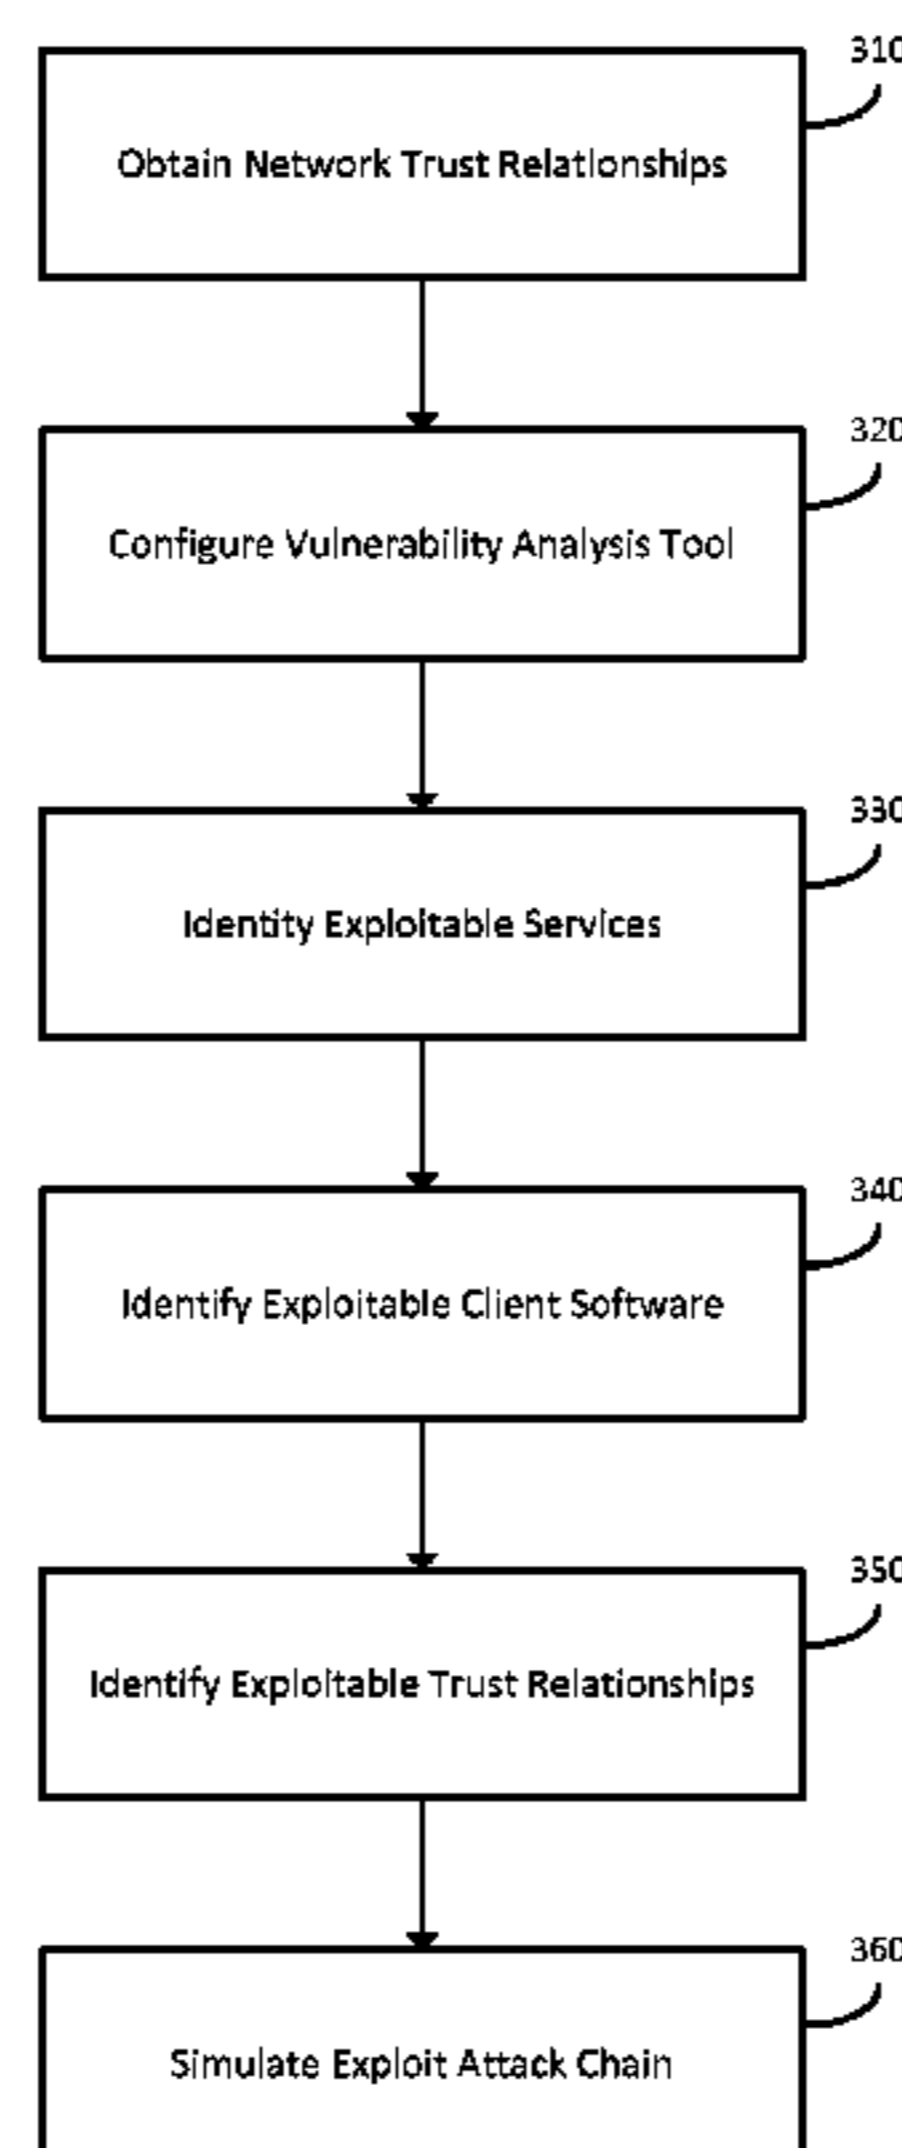 310
Obtain Network Trust Relationships
320
Configure Vulnerability Analysis Tool
330
Identity Exploitable Services
340
Identify Exploitable Client Software
350
Identify Exploitable Trust Relationships
360
Simulate Exploit Attack Chain